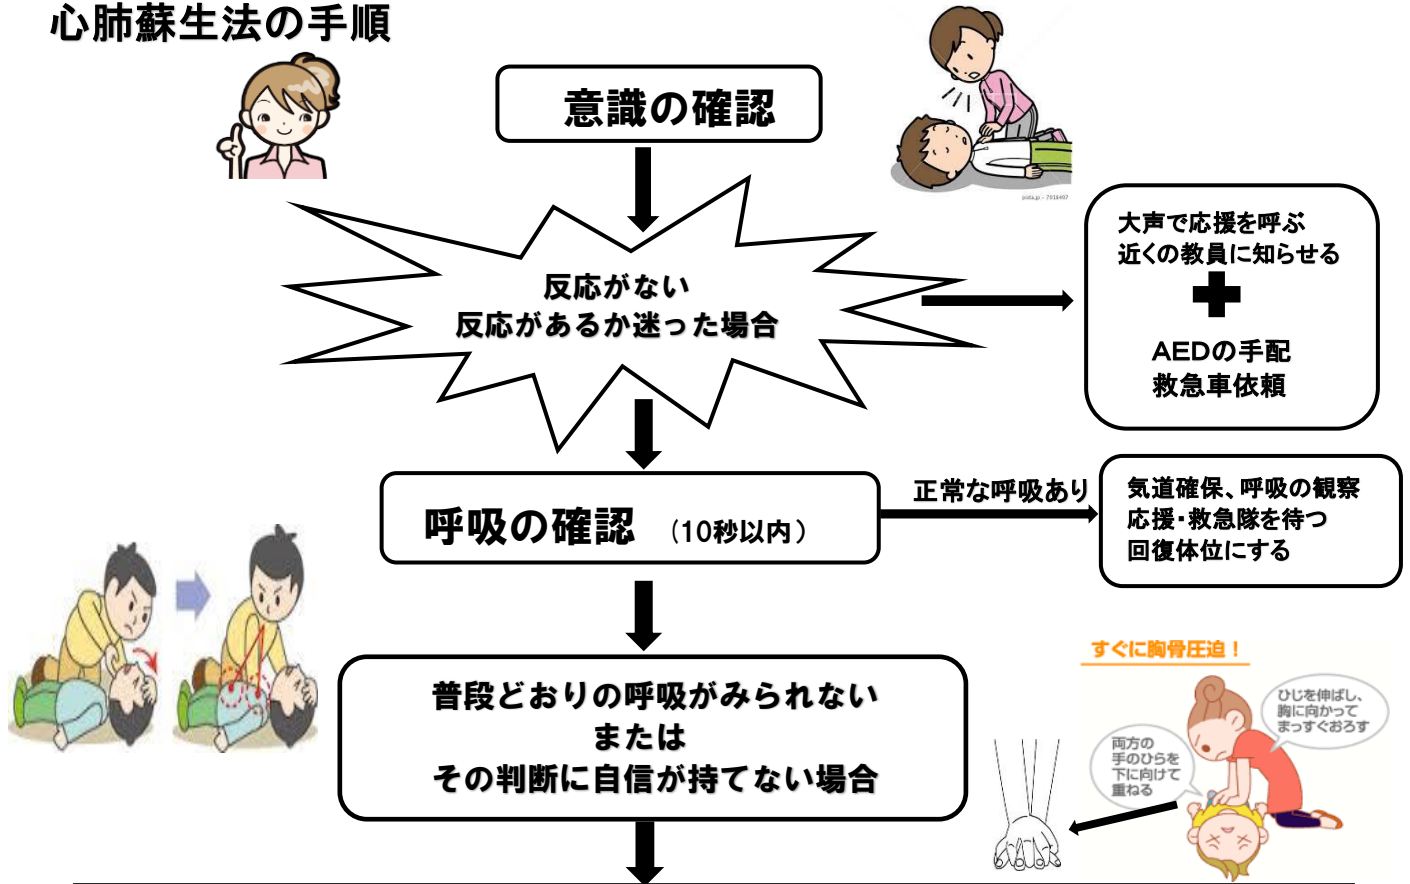 心肺蘇生法の手順
意識の確認
反応がない
反応があるか迷った場合
大声で応援を呼ぶ
近くの教員に知らせる
AEDの手配
救急車依頼
呼吸の確認 (10秒以内)
正常な呼吸あり
気道確保、呼吸の観察
応援・救急隊を待つ
回復体位にする
普段どおりの呼吸がみられない
または
その判断に自信が持てない場合
すぐに胸骨圧迫！
ひじを伸ばし、
胸に向かって
まっすぐおろす
両方の
手のひらを
下に向けて
重ねる